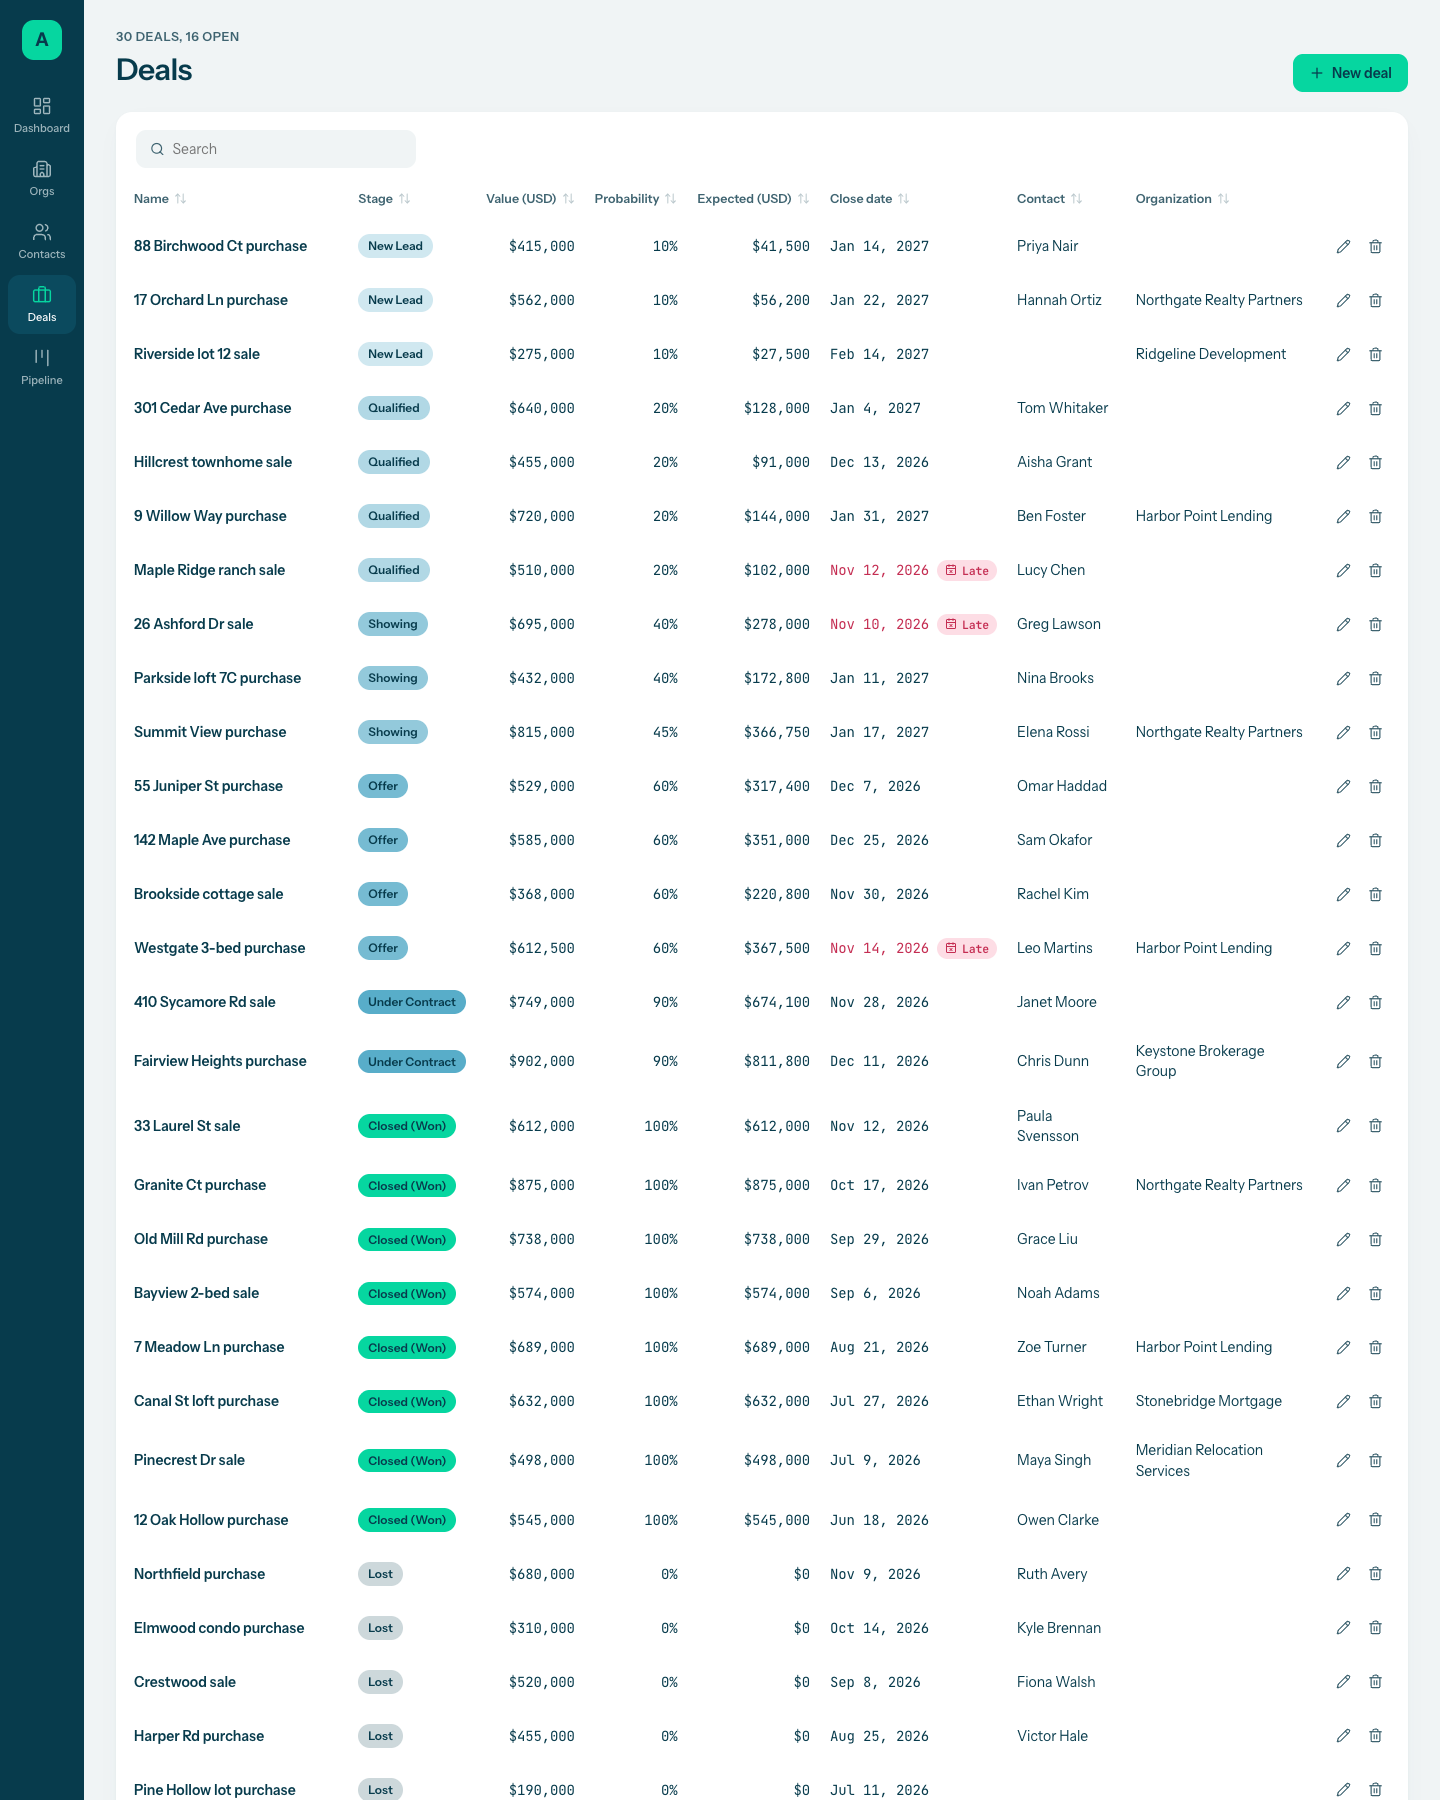 A
Dashboard
Orgs
Contacts
Deals
Pipeline
30 DEALS, 16 OPEN
Deals
New deal
Search
Name Stage Value (USD) Probability Expected (USD) Close date Contact Organization
88 Birchwood Ct purchase New Lead $415,000 10% $41,500 Jan 14, 2027 Priya Nair
17 Orchard Ln purchase New Lead $562,000 10% $56,200 Jan 22, 2027 Hannah Ortiz Northgate Realty Partners
Riverside lot 12 sale New Lead $275,000 10% $27,500 Feb 14, 2027 Ridgeline Development
301 Cedar Ave purchase Qualified $640,000 20% $128,000 Jan 4, 2027 Tom Whitaker
Hillcrest townhome sale Qualified $455,000 20% $91,000 Dec 13, 2026 Aisha Grant
9 Willow Way purchase Qualified $720,000 20% $144,000 Jan 31, 2027 Ben Foster Harbor Point Lending
Maple Ridge ranch sale Qualified $510,000 20% $102,000 Nov 12, 2026 Late Lucy Chen
26 Ashford Dr sale Showing $695,000 40% $278,000 Nov 10, 2026 Late Greg Lawson
Parkside loft 7C purchase Showing $432,000 40% $172,800 Jan 11, 2027 Nina Brooks
Summit View purchase Showing $815,000 45% $366,750 Jan 17, 2027 Elena Rossi Northgate Realty Partners
55 Juniper St purchase Offer $529,000 60% $317,400 Dec 7, 2026 Omar Haddad
142 Maple Ave purchase Offer $585,000 60% $351,000 Dec 25, 2026 Sam Okafor
Brookside cottage sale Offer $368,000 60% $220,800 Nov 30, 2026 Rachel Kim
Westgate 3-bed purchase Offer $612,500 60% $367,500 Nov 14, 2026 Late Leo Martins Harbor Point Lending
410 Sycamore Rd sale Under Contract $749,000 90% $674,100 Nov 28, 2026 Janet Moore
Fairview Heights purchase Under Contract $902,000 90% $811,800 Dec 11, 2026 Chris Dunn Keystone Brokerage
Group
33 Laurel St sale Closed (Won) $612,000 100% $612,000 Nov 12, 2026 Paula
Svensson
Granite Ct purchase Closed (Won) $875,000 100% $875,000 Oct 17, 2026 Ivan Petrov Northgate Realty Partners
Old Mill Rd purchase Closed (Won) $738,000 100% $738,000 Sep 29, 2026 Grace Liu
Bayview 2-bed sale Closed (Won) $574,000 100% $574,000 Sep 6, 2026 Noah Adams
7 Meadow Ln purchase Closed (Won) $689,000 100% $689,000 Aug 21, 2026 Zoe Turner Harbor Point Lending
Canal St loft purchase Closed (Won) $632,000 100% $632,000 Jul 27, 2026 Ethan Wright Stonebridge Mortgage
Pinecrest Dr sale Closed (Won) $498,000 100% $498,000 Jul 9, 2026 Maya Singh Meridian Relocation
Services
12 Oak Hollow purchase Closed (Won) $545,000 100% $545,000 Jun 18, 2026 Owen Clarke
Northfield purchase Lost $680,000 0% $0 Nov 9, 2026 Ruth Avery
Elmwood condo purchase Lost $310,000 0% $0 Oct 14, 2026 Kyle Brennan
Crestwood sale Lost $520,000 0% $0 Sep 8, 2026 Fiona Walsh
Harper Rd purchase Lost $455,000 0% $0 Aug 25, 2026 Victor Hale
Pine Hollow lot purchase Lost $190,000 0% $0 Jul 11, 2026